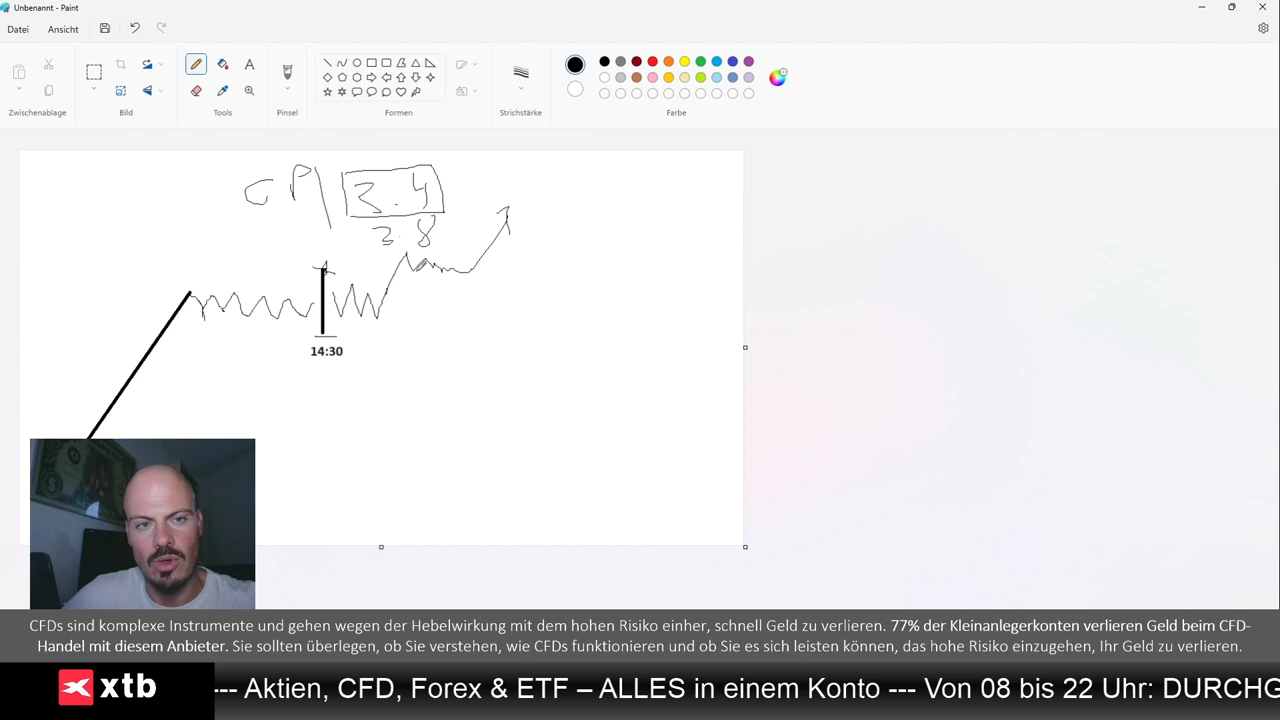 Unbenannt - Paint
Datei
Ansicht
Zwischenablage
Bild
Tools
Pinsel
Formen
Strichstärke
Farbe
CPI 3.4
3.8
14:30
CFDs sind komplexe Instrumente und gehen wegen der Hebelwirkung mit dem hohen Risiko einher, schnell Geld zu verlieren. 77% der Kleinanlegerkonten verlieren Geld beim CFD-
Handel mit diesem Anbieter. Sie sollten überlegen, ob Sie verstehen, wie CFDs funktionieren und ob Sie es sich leisten können, das hohe Risiko einzugehen, Ihr Geld zu verlieren.
xtb
--- Aktien, CFD, Forex & ETF – ALLES in einem Konto --- Von 08 bis 22 Uhr: DURCHG